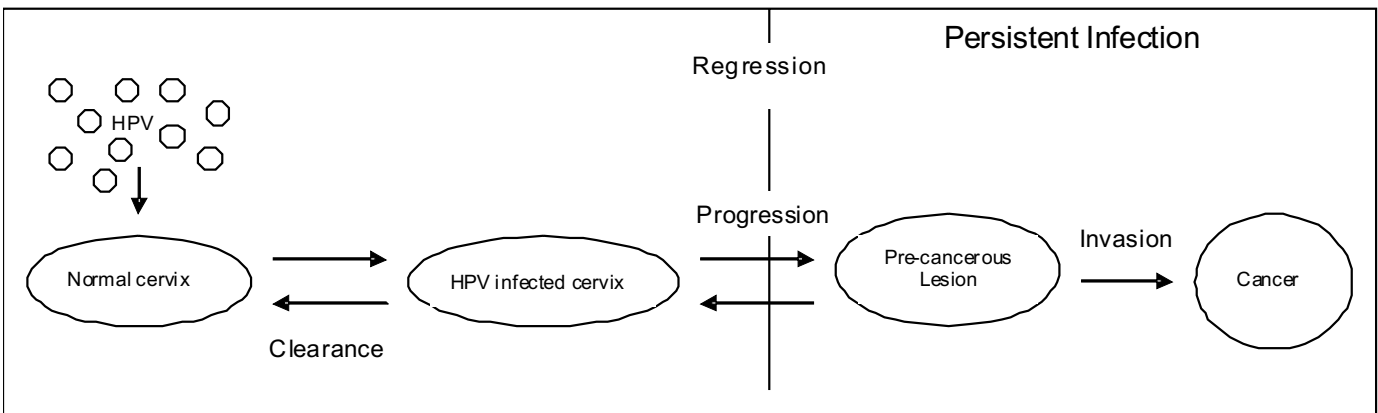 Persistent Infection
Regression
HPV
Progression
Normal cervix
HPV infected cervix
Pre-cancerous
Lesion
Invasion
Cancer
Clearance